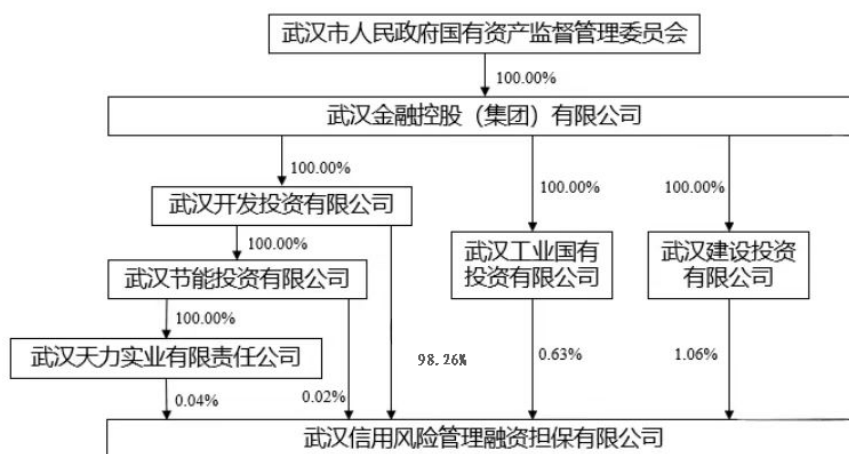 武汉市人民政府国有资产监督管理委员会
100.00%
武汉金融控股（集团）有限公司
100.00%
100.00%
100.00%
武汉开发投资有限公司
100.00%
武汉工业国有
投资有限公司
武汉建设投资
有限公司
武汉节能投资有限公司
100.00%
武汉天力实业有限责任公司
98.26%
0.63%
1.06%
0.04%
0.02%
武汉信用风险管理融资担保有限公司